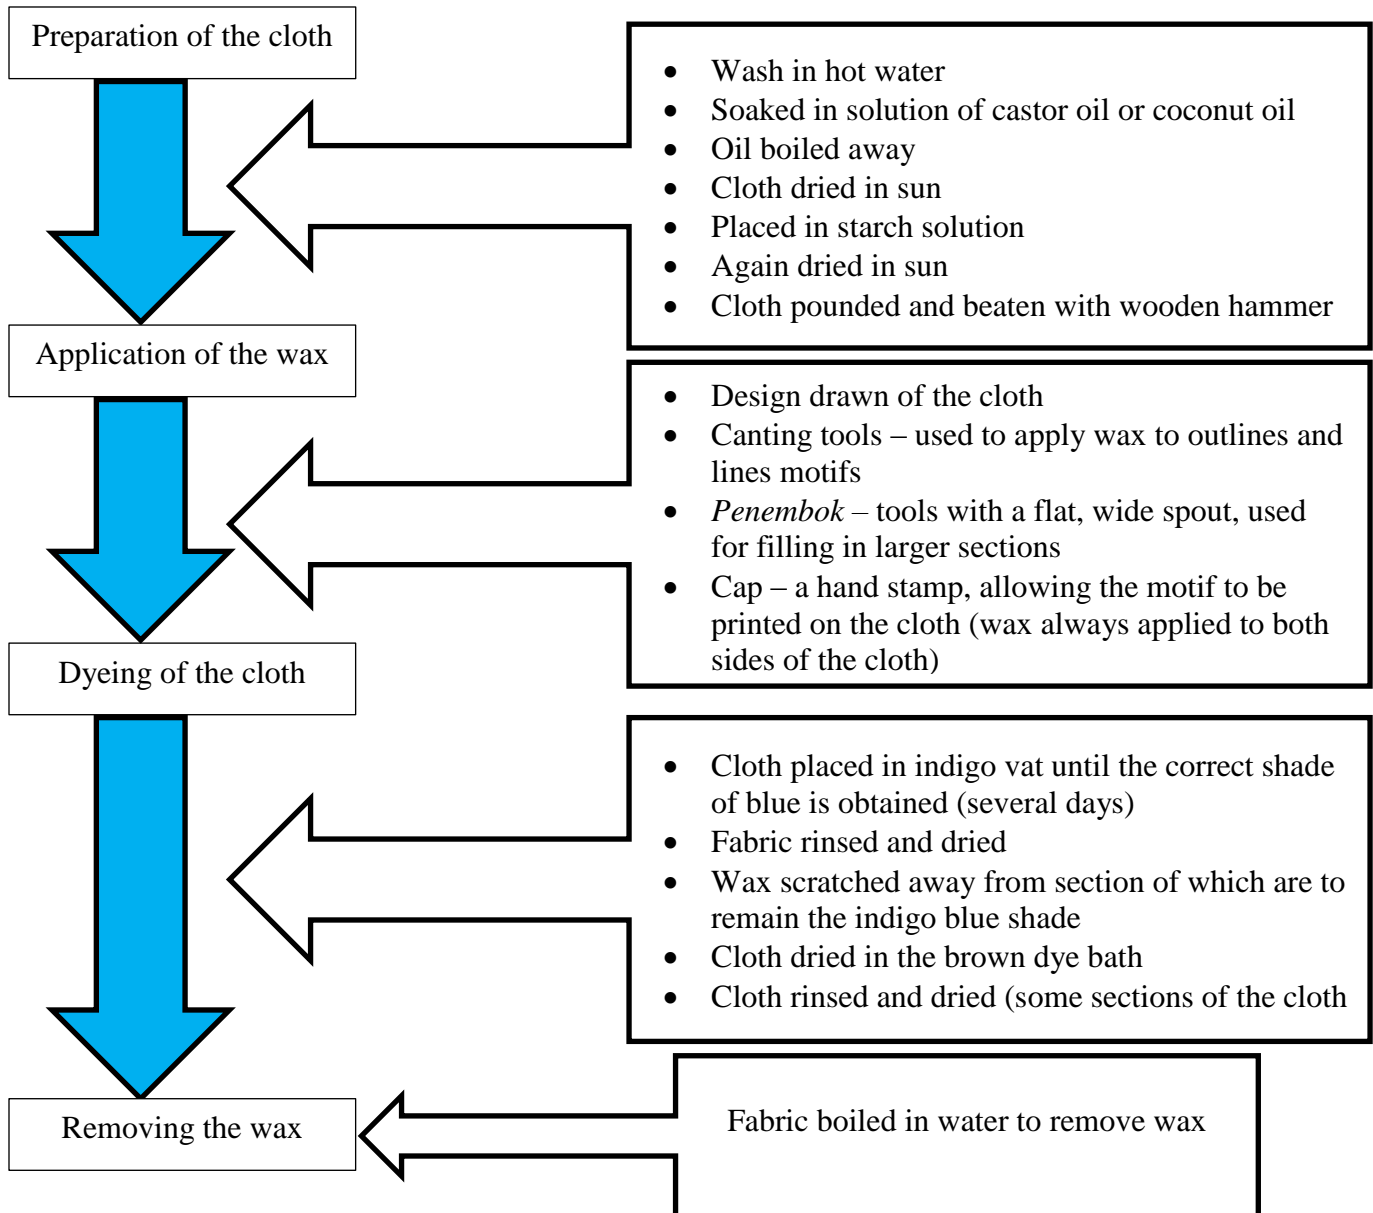 Preparation of the cloth
• Wash in hot water
• Soaked in solution of castor oil or coconut oil
• Oil boiled away
• Cloth dried in sun
• Placed in starch solution
• Again dried in sun
• Cloth pounded and beaten with wooden hammer
Application of the wax
• Design drawn of the cloth
• Canting tools – used to apply wax to outlines and
lines motifs
• Penembok – tools with a flat, wide spout, used
for filling in larger sections
• Cap – a hand stamp, allowing the motif to be
printed on the cloth (wax always applied to both
sides of the cloth)
Dyeing of the cloth
• Cloth placed in indigo vat until the correct shade
of blue is obtained (several days)
• Fabric rinsed and dried
• Wax scratched away from section of which are to
remain the indigo blue shade
• Cloth dried in the brown dye bath
• Cloth rinsed and dried (some sections of the cloth
Removing the wax
Fabric boiled in water to remove wax